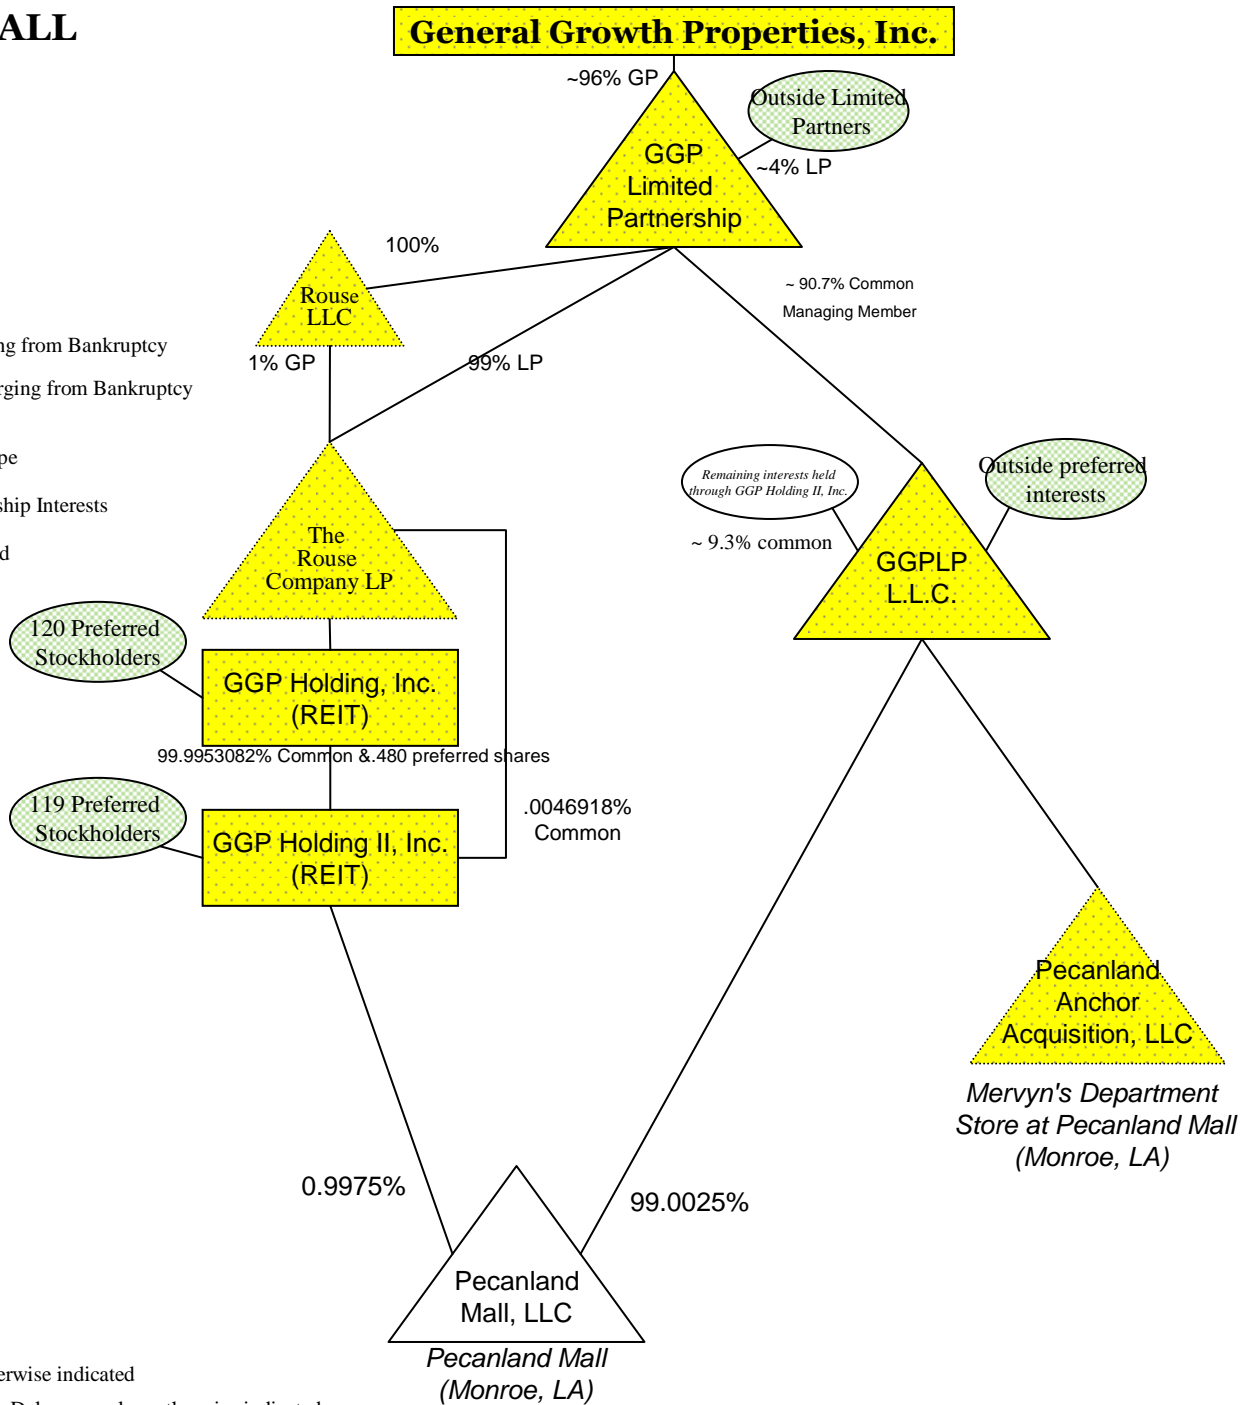 ALL
General Growth Properties, Inc.
~96% GP
Outside Limited
Partners
~4% LP
GGP
Limited
Partnership
100%
Rouse
LLC
1% GP
99% LP
~ 90.7% Common
Managing Member
ng from Bankruptcy
rging from Bankruptcy
pe
ship Interests
d
Remaining interests held
through GGP Holding II, Inc.
~ 9.3% common
Outside preferred
interests
GGPLP
L.L.C.
The
Rouse
Company LP
120 Preferred
Stockholders
GGP Holding, Inc.
(REIT)
99.9953082% Common &.480 preferred shares
119 Preferred
Stockholders
GGP Holding II, Inc.
(REIT)
.0046918%
Common
Pecanland
Anchor
Acquisition, LLC
Mervyn's Department
Store at Pecanland Mall
(Monroe, LA)
0.9975%
99.0025%
Pecanland
Mall, LLC
Pecanland Mall
(Monroe, LA)
erwise indicated